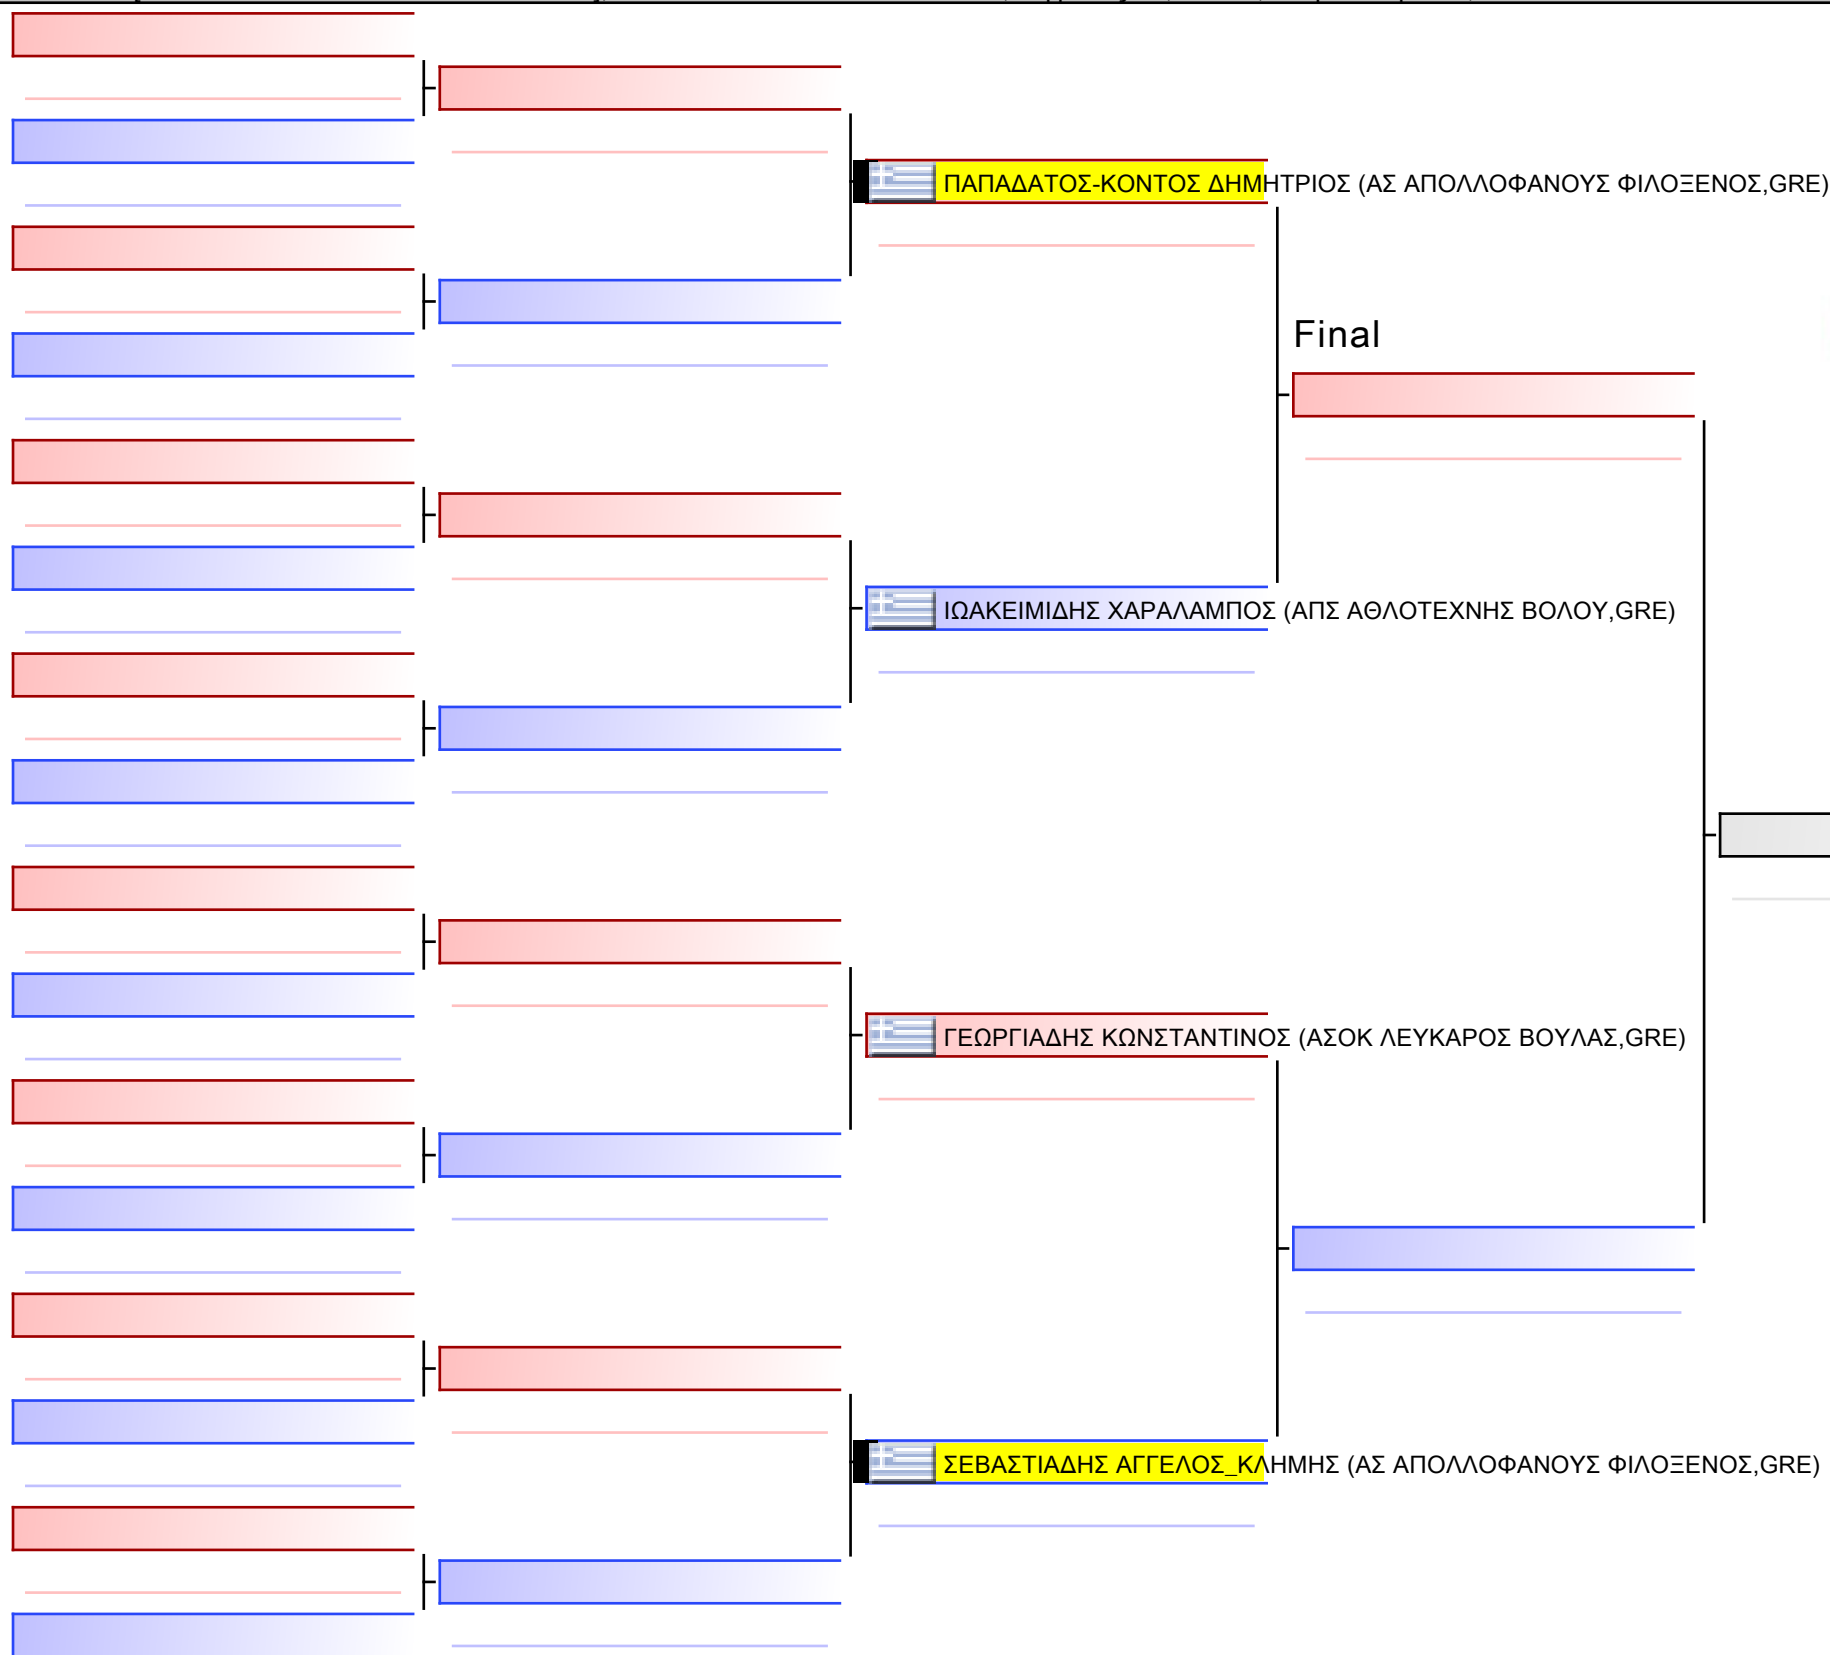 ΠΑΠΑΔΑΤΟΣ-ΚΟΝΤΟΣ ΔΗΜΗΤΡΙΟΣ (ΑΣ ΑΠΟΛΛΟΦΑΝΟΥΣ ΦΙΛΟΞΕΝΟΣ,GRE)
Final
ΙΩΑΚΕΙΜΙΔΗΣ ΧΑΡΑΛΑΜΠΟΣ (ΑΠΣ ΑΘΛΟΤΕΧΝΗΣ ΒΟΛΟΥ,GRE)
ΓΕΩΡΓΙΑΔΗΣ ΚΩΝΣΤΑΝΤΙΝΟΣ (ΑΣΟΚ ΛΕΥΚΑΡΟΣ ΒΟΥΛΑΣ,GRE)
ΣΕΒΑΣΤΙΑΔΗΣ ΑΓΓΕΛΟΣ_ΚΛΗΜΗΣ (ΑΣ ΑΠΟΛΛΟΦΑΝΟΥΣ ΦΙΛΟΞΕΝΟΣ,GRE)